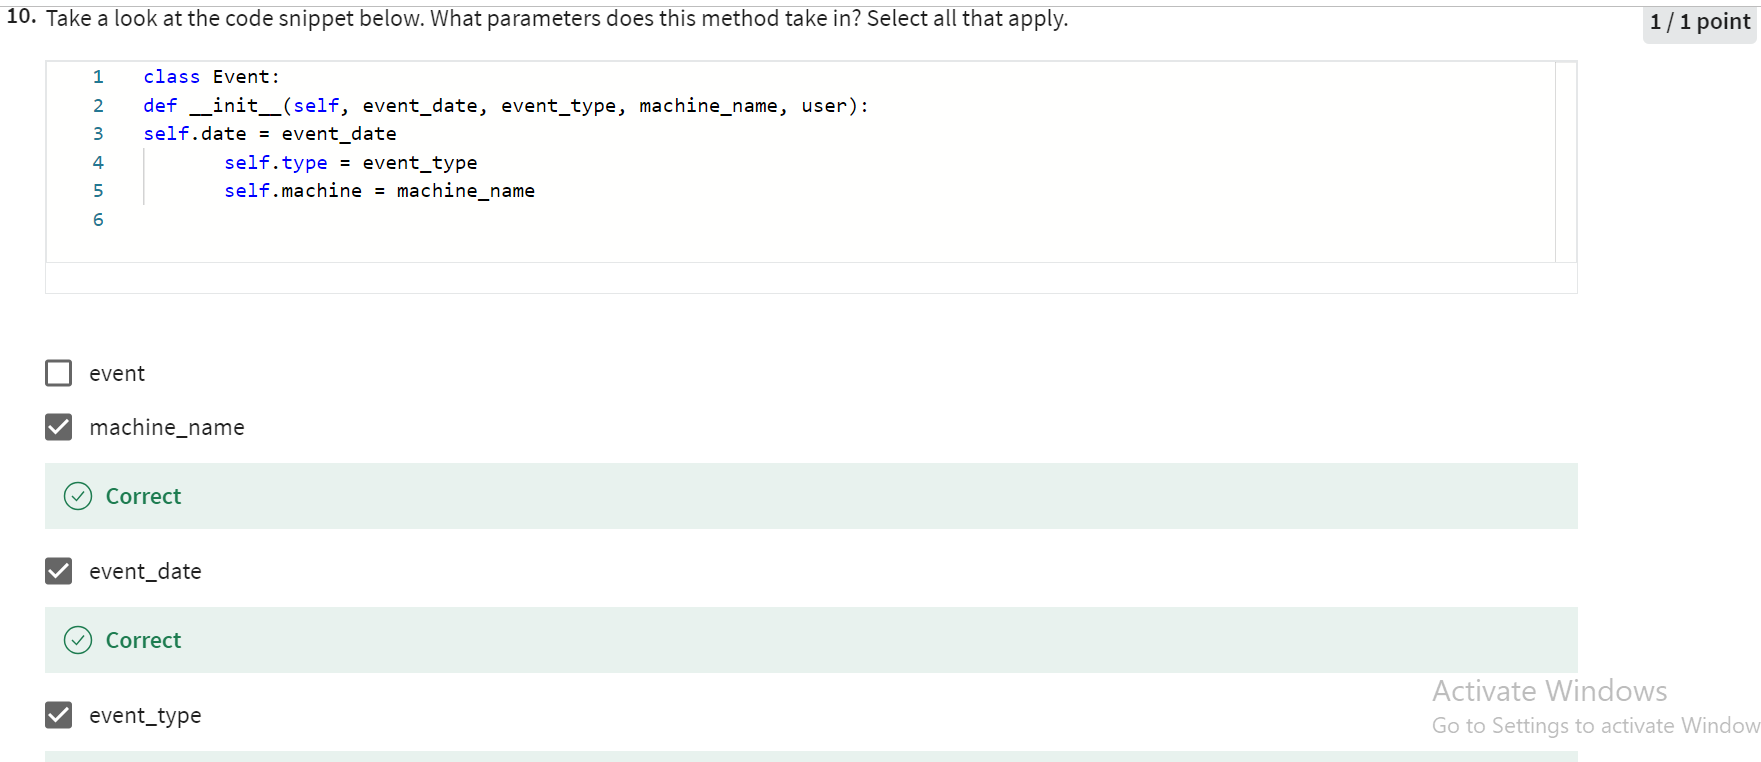 10. Take a look at the code snippet below. What parameters does this method take in? Select all that apply.
1 / 1 point
1 class Event:
2 def __init__(self, event_date, event_type, machine_name, user):
3 self.date = event_date
4 self.type = event_type
5 self.machine = machine_name
6
event
machine_name
Correct
event_date
Correct
event_type
Activate Windows
Go to Settings to activate Window